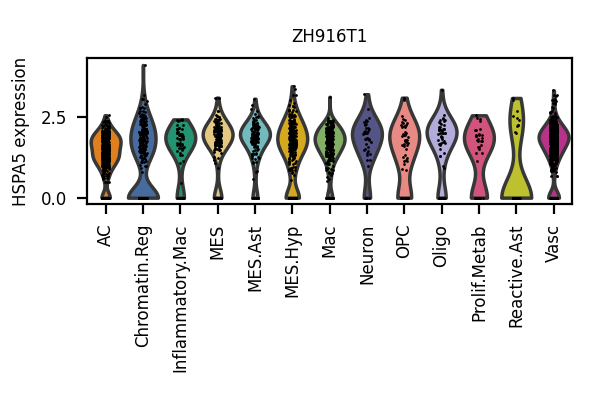 ZH916T1
HSPA5 expression
2.5
0.0
AC
Chromatin.Reg
Inflammatory.Mac
MES
MES.Ast
MES.Hyp
Mac
Neuron
OPC
Oligo
Prolif.Metab
Reactive.Ast
Vasc